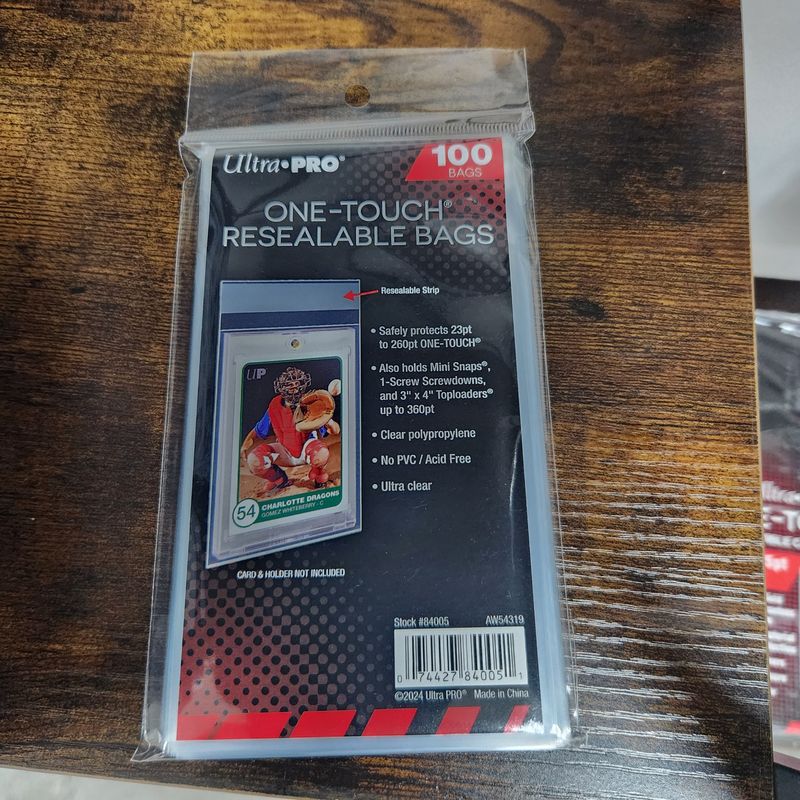 Ultra•PRO®
100
BAGS
ONE-TOUCH®
RESEALABLE BAGS
Resealable Strip
• Safely protects 23pt
to 260pt ONE-TOUCH®
• Also holds Mini Snaps®,
1-Screw Screwdowns,
and 3" x 4" Toploaders®
up to 360pt
• Clear polypropylene
• No PVC / Acid Free
• Ultra clear
UP
54
CHARLOTTE DRAGONS
GOMEZ WHITEBERRY - C
CARD & HOLDER NOT INCLUDED
Stock #84005 AW54319
0 74427 84005 1
©2024 Ultra PRO® Made in China